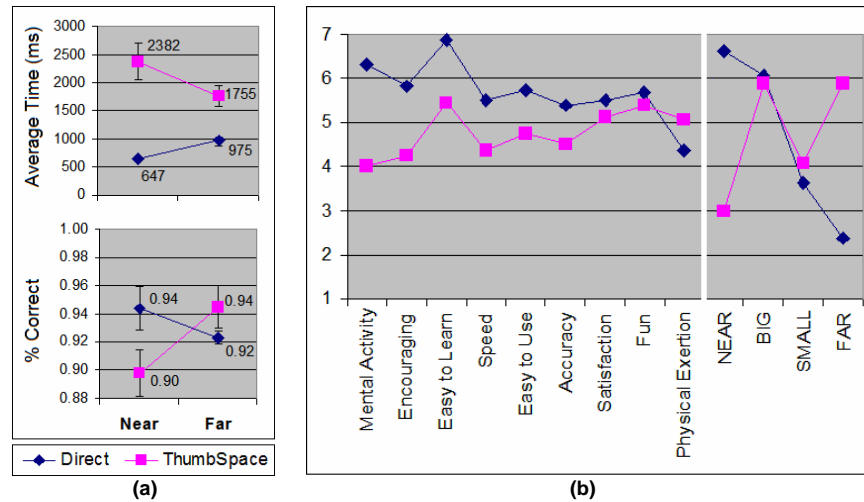 Average Time (ms)
3000
2500
2000
1500
1000
500
0
2382
1755
975
647
% Correct
1.00
0.98
0.96
0.94
0.92
0.90
0.88
0.94
0.94
0.92
0.90
Near Far
Direct ThumbSpace
(a)
7
6
5
4
3
2
1
Mental Activity
Encouraging
Easy to Learn
Speed
Easy to Use
Accuracy
Satisfaction
Fun
Physical Exertion
NEAR
BIG
SMALL
FAR
(b)